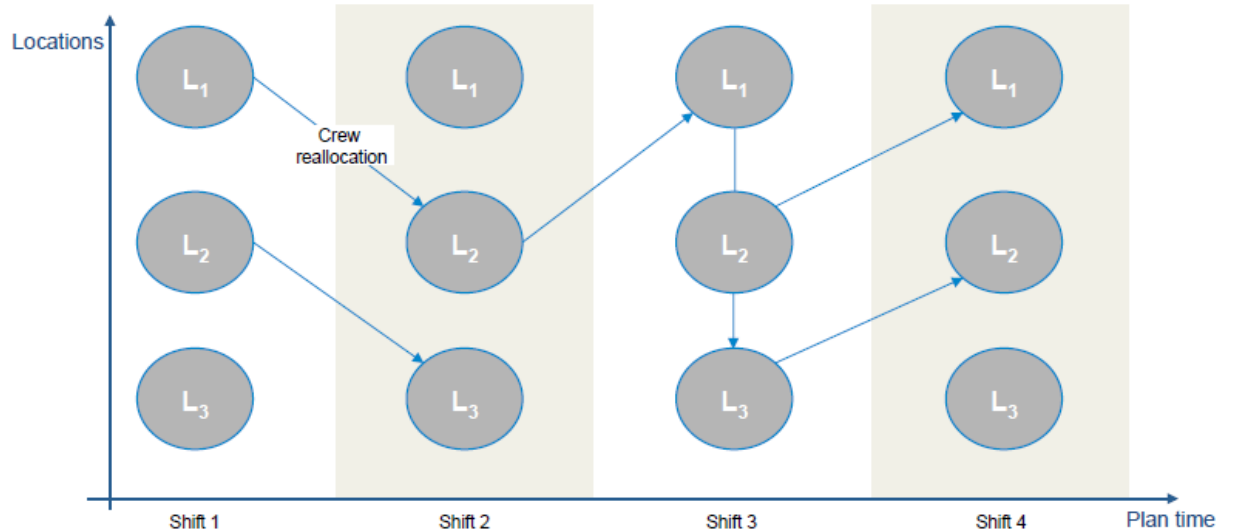 Locations
L1
L1
L1
L1
Crew
reallocation
L2
L2
L2
L2
L3
L3
L3
L3
Shift 1
Shift 2
Shift 3
Shift 4
Plan time